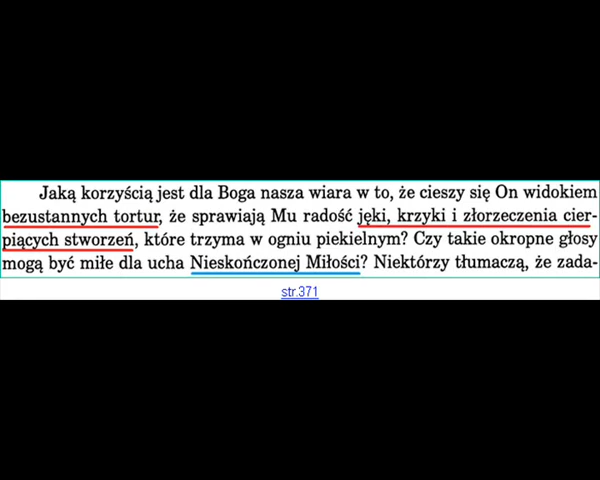 Jaką korzyścią jest dla Boga nasza wiara w to, że cieszy się On widokiem
bezustannych tortur, że sprawiają Mu radość jęki, krzyki i złorzeczenia cier-
piących stworzeń, które trzyma w ogniu piekielnym? Czy takie okropne głosy
mogą być miłe dla ucha Nieskończonej Miłości? Niektórzy tłumaczą, że zada-
str.371